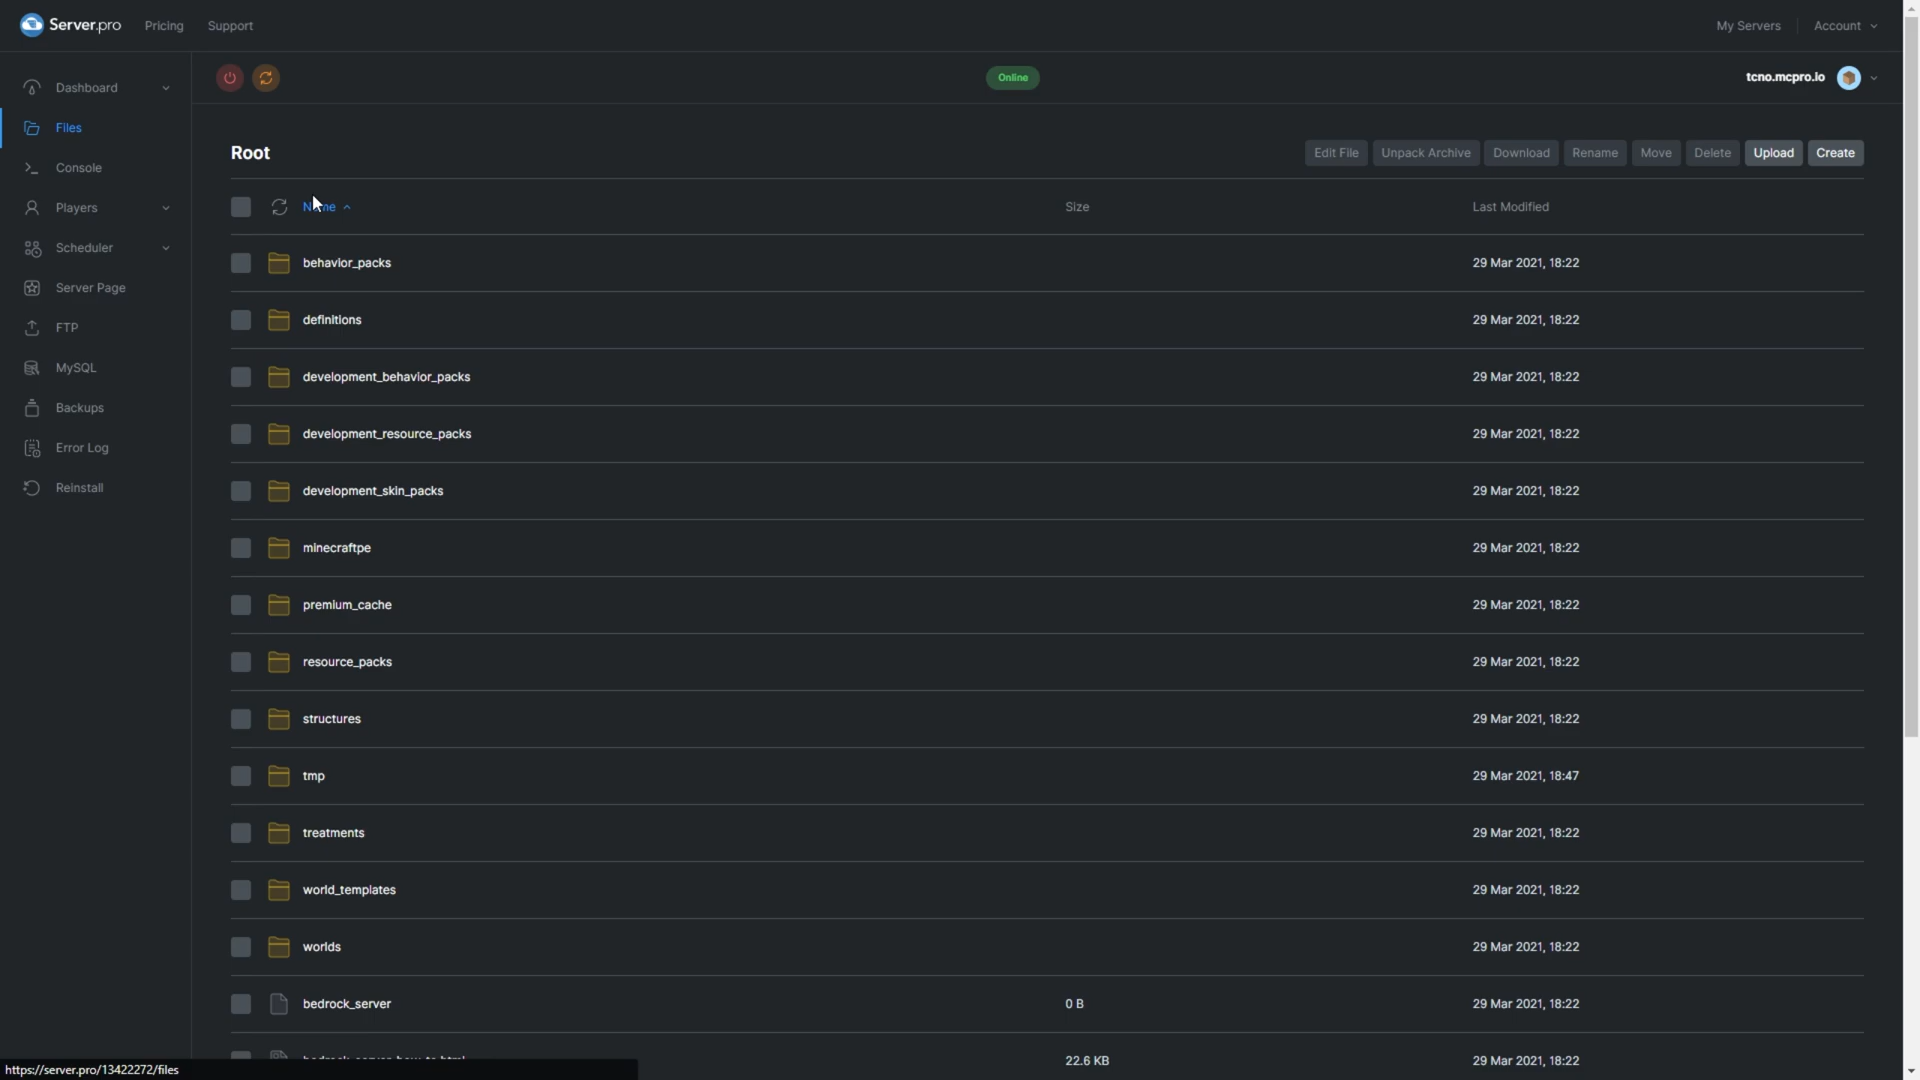 Server.pro Pricing Support My Servers Account
Online tcno.mcpro.io
Dashboard
Files
Console
Players
Scheduler
Server Page
FTP
MySQL
Backups
Error Log
Reinstall
Root Edit File Unpack Archive Download Rename Move Delete Upload Create
Name Size Last Modified
behavior_packs 29 Mar 2021, 18:22
definitions 29 Mar 2021, 18:22
development_behavior_packs 29 Mar 2021, 18:22
development_resource_packs 29 Mar 2021, 18:22
development_skin_packs 29 Mar 2021, 18:22
minecraftpe 29 Mar 2021, 18:22
premium_cache 29 Mar 2021, 18:22
resource_packs 29 Mar 2021, 18:22
structures 29 Mar 2021, 18:22
tmp 29 Mar 2021, 18:47
treatments 29 Mar 2021, 18:22
world_templates 29 Mar 2021, 18:22
worlds 29 Mar 2021, 18:22
bedrock_server 0 B 29 Mar 2021, 18:22
22.6 KB 29 Mar 2021, 18:22
https://server.pro/13422272/files